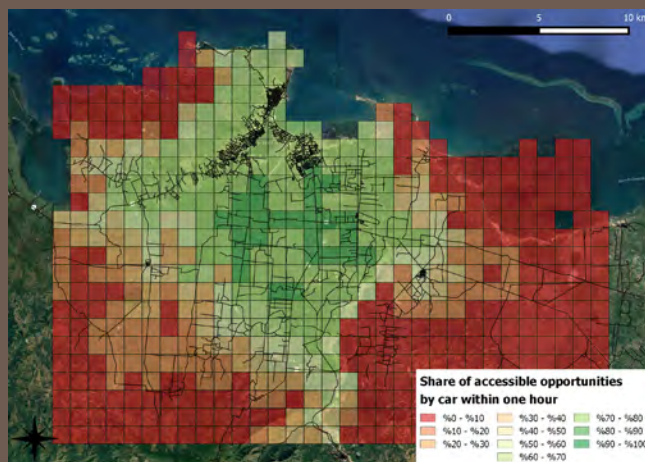 0 5 10 km
Share of accessible opportunities
by car within one hour
%0 - %10 %30 - %40 %70 - %80
%10 - %20 %40 - %50 %80 - %90
%20 - %30 %50 - %60 %90 - %100
%60 - %70